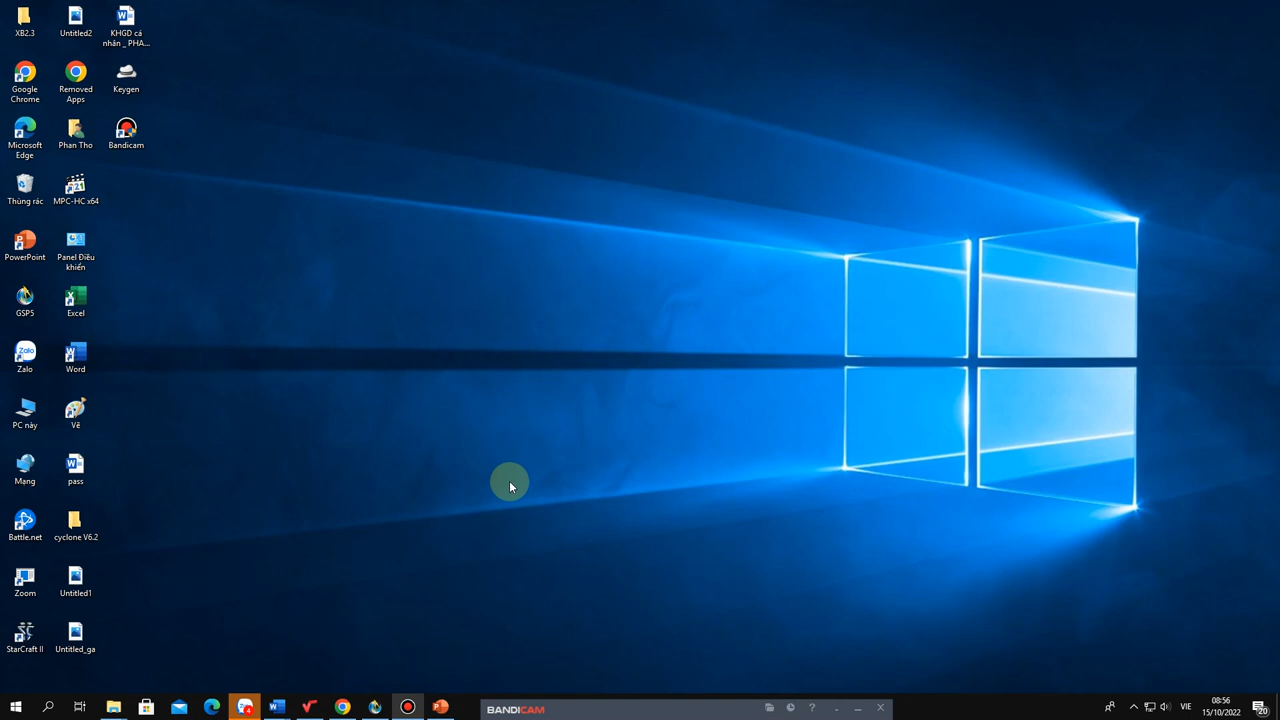 XB2.3
Untitled2
KHGD cá
nhân _ PHA...
Google
Chrome
Removed
Apps
Keygen
Microsoft
Edge
Phan Tho
Bandicam
Thùng rác
MPC-HC x64
PowerPoint
Panel Điều
khiển
GSP5
Excel
Zalo
Word
PC này
Vẽ
Mạng
pass
Battle.net
cyclone V6.2
Zoom
Untitled1
StarCraft II
Untitled_ga
BANDICAM
VIE
08:56
15/10/2022
20